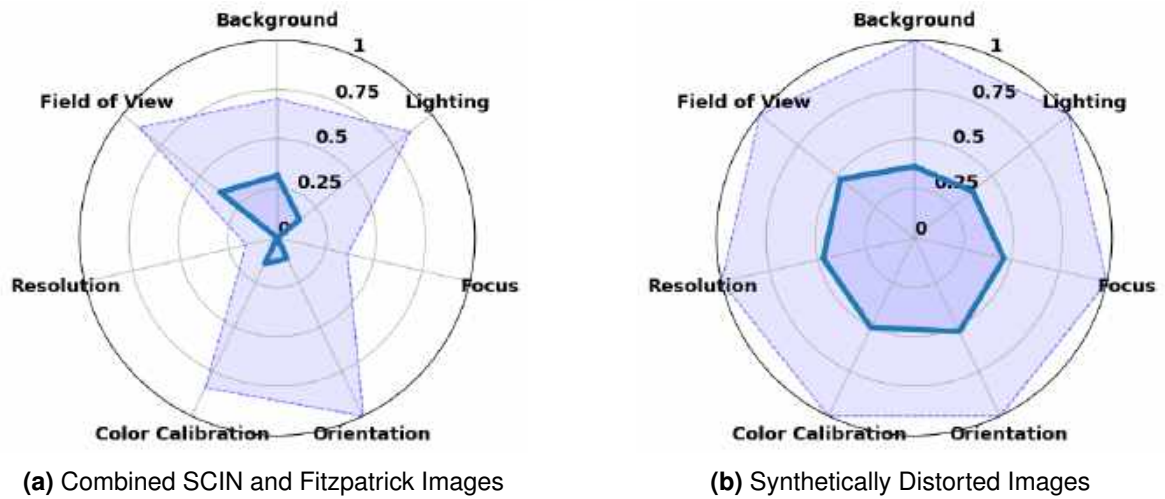 Background
1
0.75
Field of View
Lighting
0.5
0.25
0
Resolution
Focus
Color Calibration
Orientation
(a) Combined SCIN and Fitzpatrick Images
Background
1
0.75
Field of View
Lighting
0.5
0.25
0
Resolution
Focus
Color Calibration
Orientation
(b) Synthetically Distorted Images